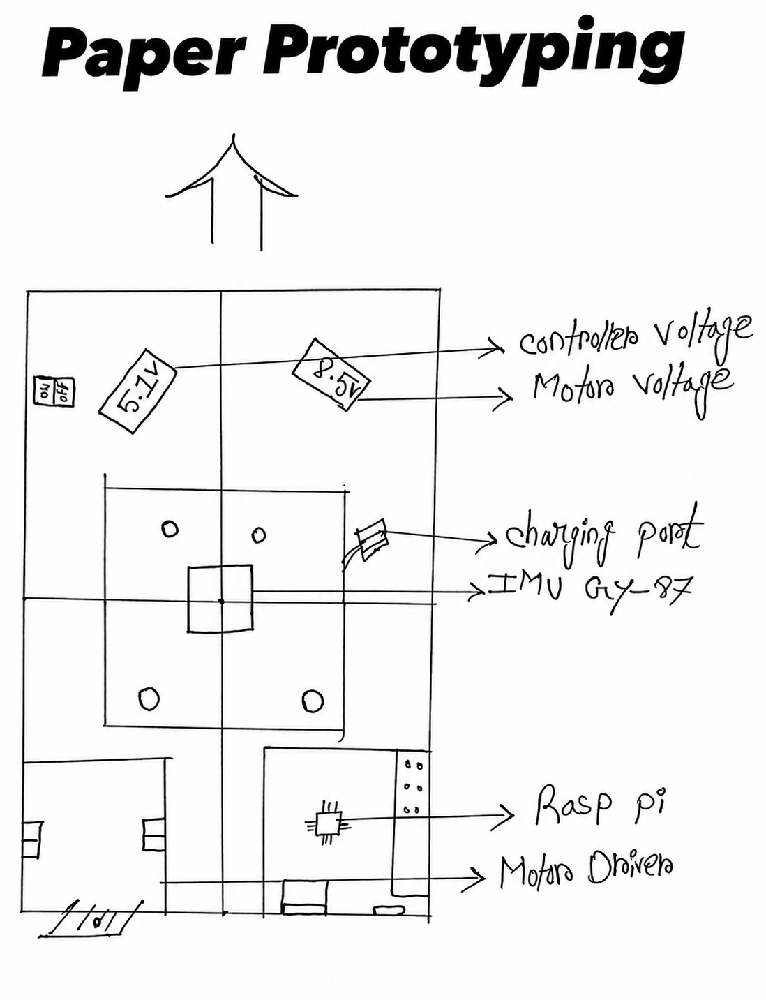 Paper Prototyping
controller voltage
5.1V
8.5V
Motor voltage
ON
OFF
charging port
IMU GY-87
Rasp pi
Motor Driver